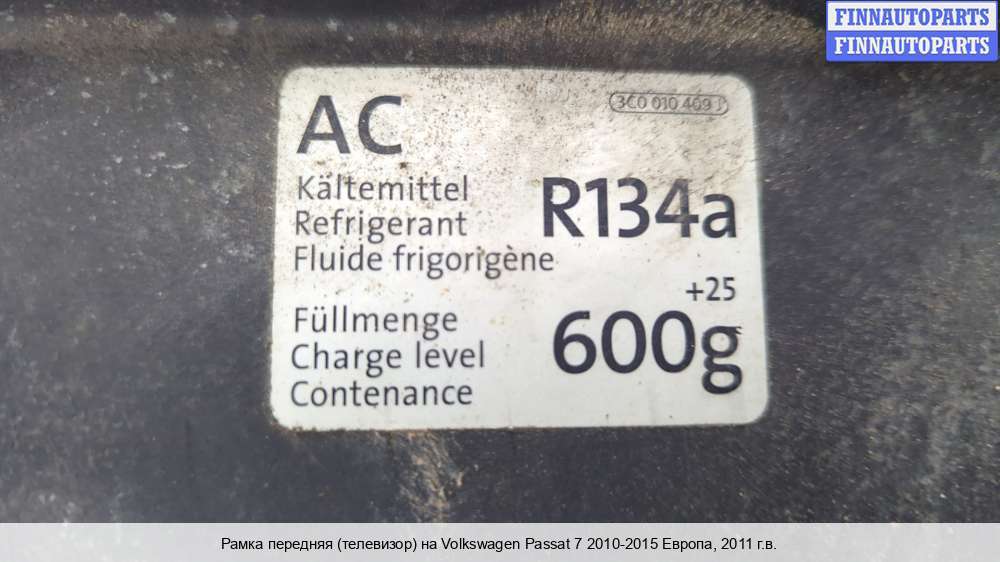 FINNAUTOPARTS
FINNAUTOPARTS
AC
3C0 010 409 J
Kältemittel
Refrigerant
Fluide frigorigène
R134a
+25
Füllmenge
Charge level
Contenance
600g
Рамка передняя (телевизор) на Volkswagen Passat 7 2010-2015 Европа, 2011 г.в.